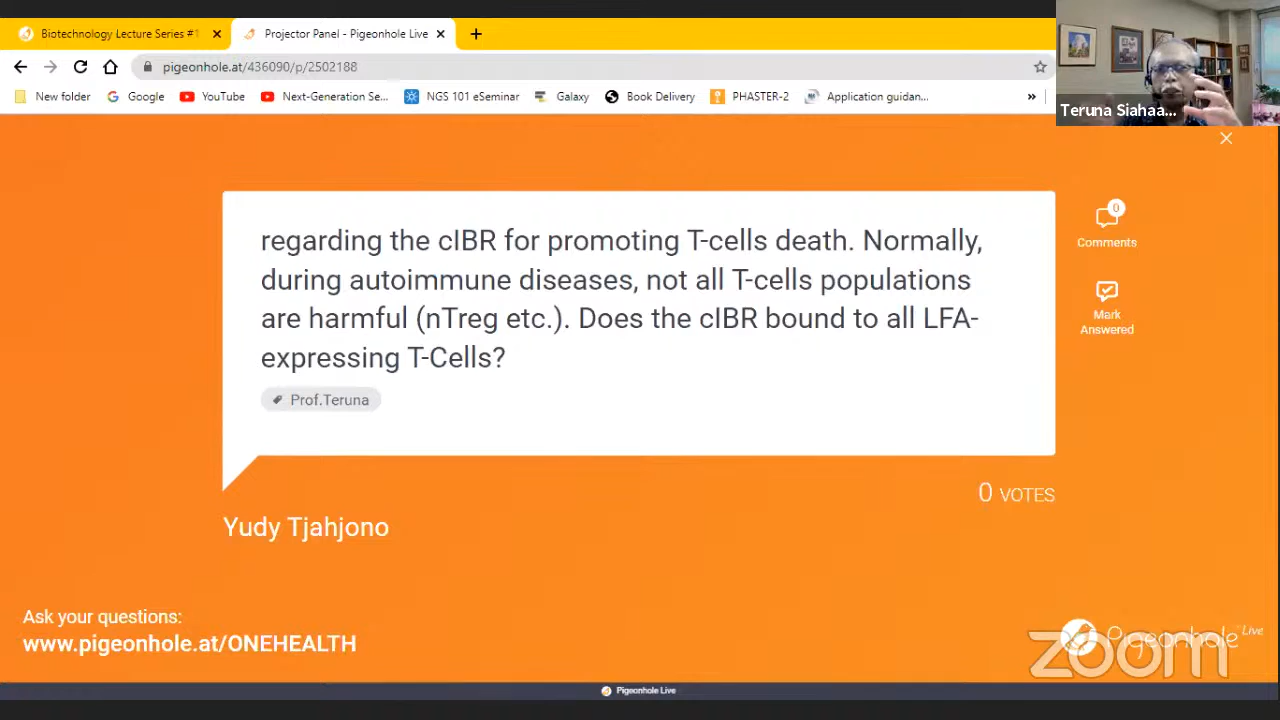 Biotechnology Lecture Series #1
Projector Panel - Pigeonhole Live
pigeonhole.at/436090/p/2502188
New folder
Google
YouTube
Next-Generation Se...
NGS 101 eSeminar
Galaxy
Book Delivery
PHASTER-2
Application guidan...
»
Teruna Siahaa...
regarding the cIBR for promoting T-cells death. Normally,
during autoimmune diseases, not all T-cells populations
are harmful (nTreg etc.). Does the cIBR bound to all LFA-
expressing T-Cells?
Prof.Teruna
0
Comments
Mark
Answered
0 VOTES
Yudy Tjahjono
Ask your questions:
www.pigeonhole.at/ONEHEALTH
Pigeonhole Live
zoom
Pigeonhole Live